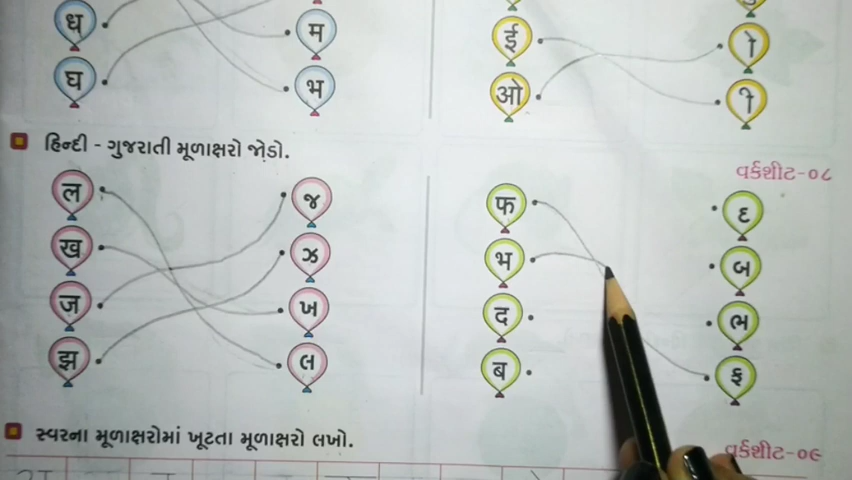 ध म ई ो
घ भ ओ ी
હિન્દી - ગુજરાતી મૂળાક્ષરો જોડો.
વર્કશીટ-૦૮
ल જ फ દ
ख ઝ भ બ
ज ખ द ભ
झ લ ब ફ
સ્વરના મૂળાક્ષરોમાં ખૂટતા મૂળાક્ષરો લખો.
વર્કશીટ-૦૯